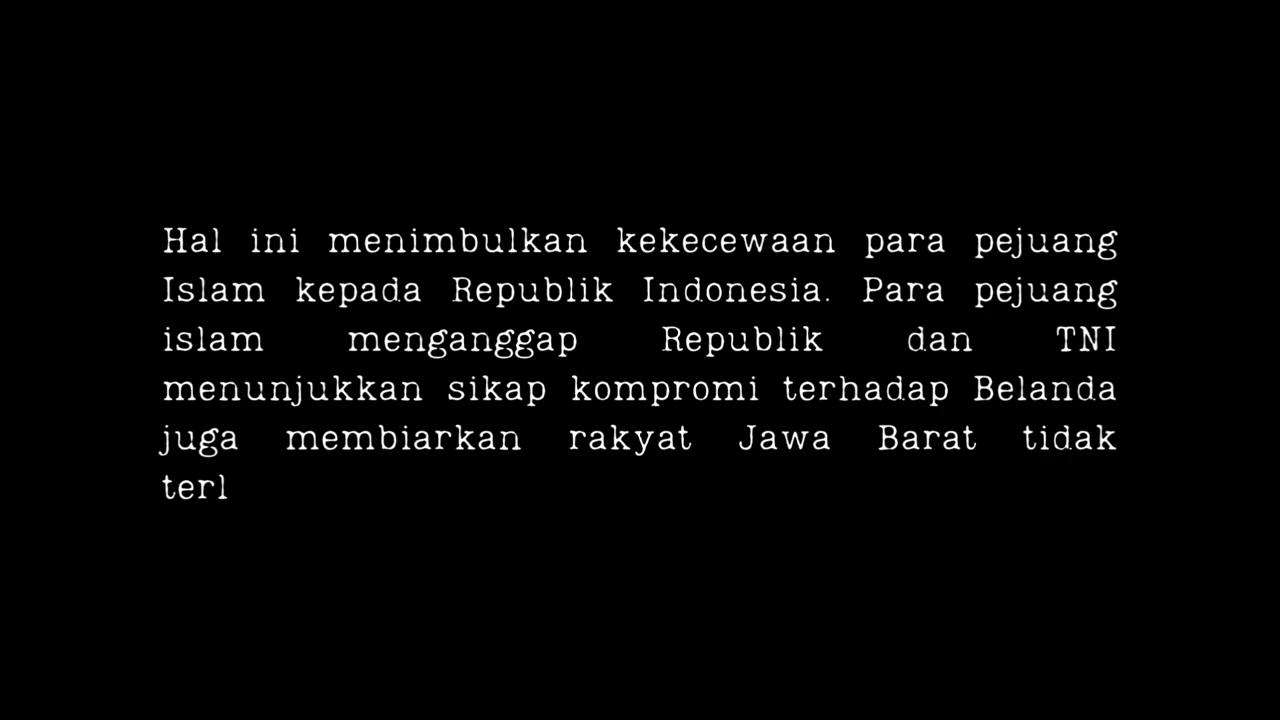 Hal ini menimbulkan kekecewaan para pejuang
Islam kepada Republik Indonesia. Para pejuang
islam menganggap Republik dan TNI
menunjukkan sikap kompromi terhadap Belanda
juga membiarkan rakyat Jawa Barat tidak
terl